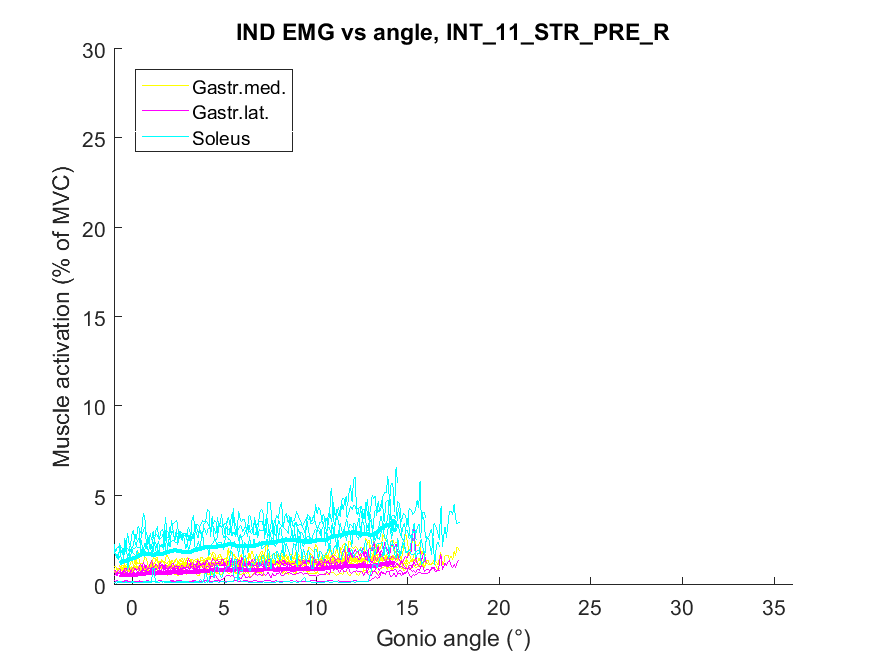 IND EMG vs angle, INT_11_STR_PRE_R
30
25
20
15
10
5
0
Muscle activation (% of MVC)
Gastr.med.
Gastr.lat.
Soleus
0 5 10 15 20 25 30 35
Gonio angle (°)